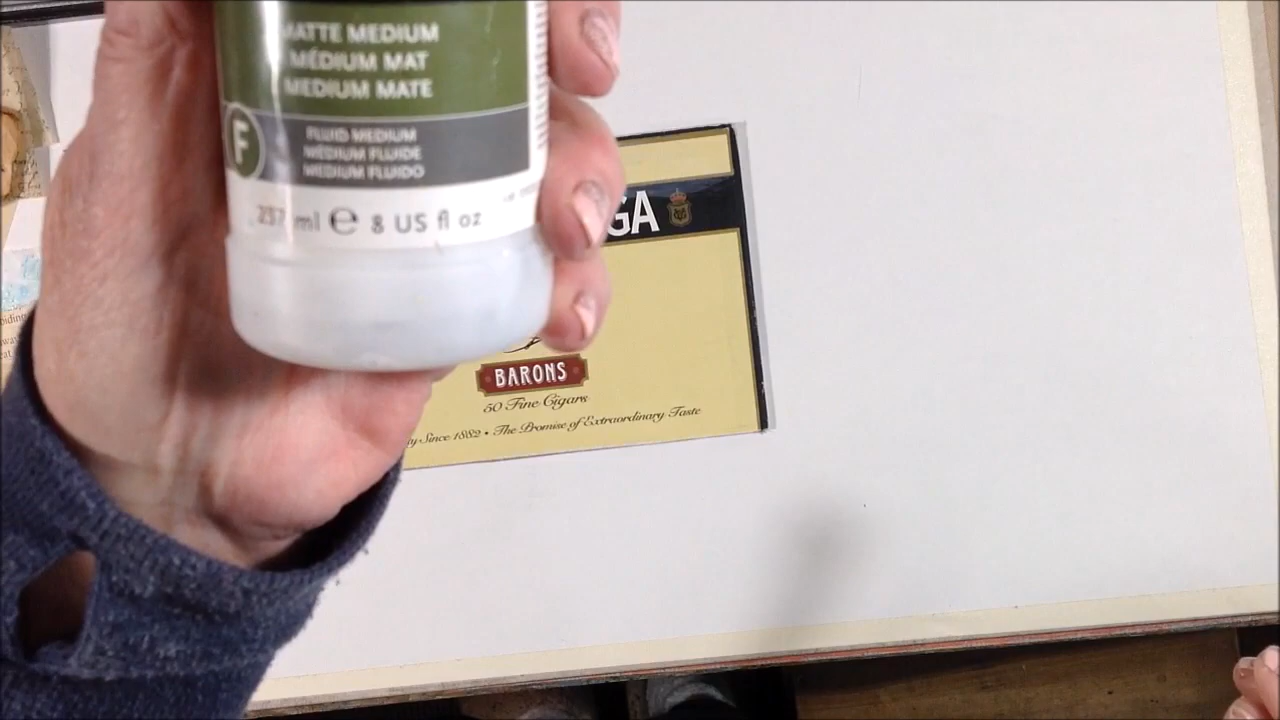 MATTE MEDIUM
MÉDIUM MAT
MEDIUM MATE
F
FLUID MEDIUM
MÉDIUM FLUIDE
MEDIUM FLUIDO
237 ml e 8 US fl oz
GA
BARONS
50 Fine Cigars
Since 1882 • The Promise of Extraordinary Taste